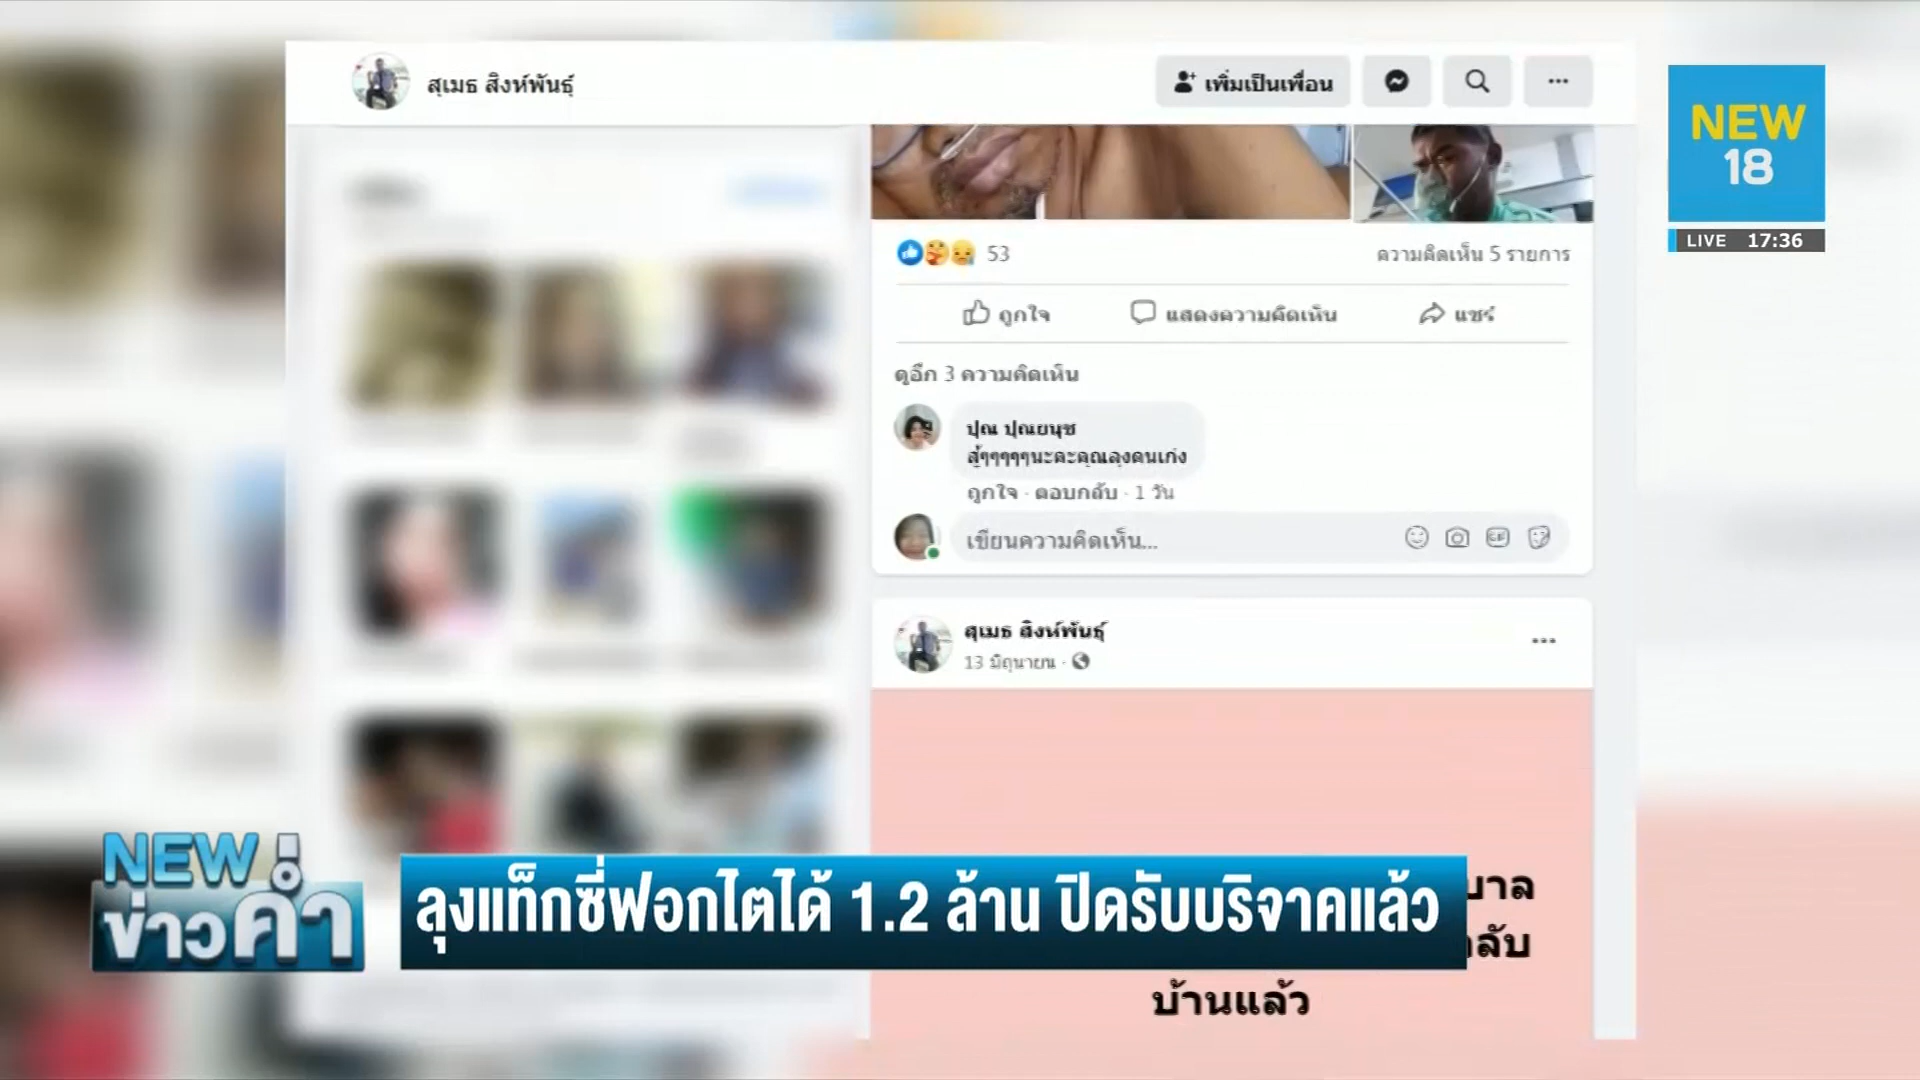 สุเมธ สิงห์พันธุ์
เพิ่มเป็นเพื่อน
NEW
18
LIVE 17:36
53
ความคิดเห็น 5 รายการ
ถูกใจ
แสดงความคิดเห็น
แชร์
ดูอีก 3 ความคิดเห็น
ปุณ ปุณยนุช
สู้ๆๆๆๆๆนะคะคุณลุงคนเก่ง
ถูกใจ · ตอบกลับ · 1 วัน
เขียนความคิดเห็น...
GIF
สุเมธ สิงห์พันธุ์
13 มิถุนายน ·
บาล
ลับ
บ้านแล้ว
NEW
ข่าวค่ำ
ลุงแท็กซี่ฟอกไตได้ 1.2 ล้าน ปิดรับบริจาคแล้ว